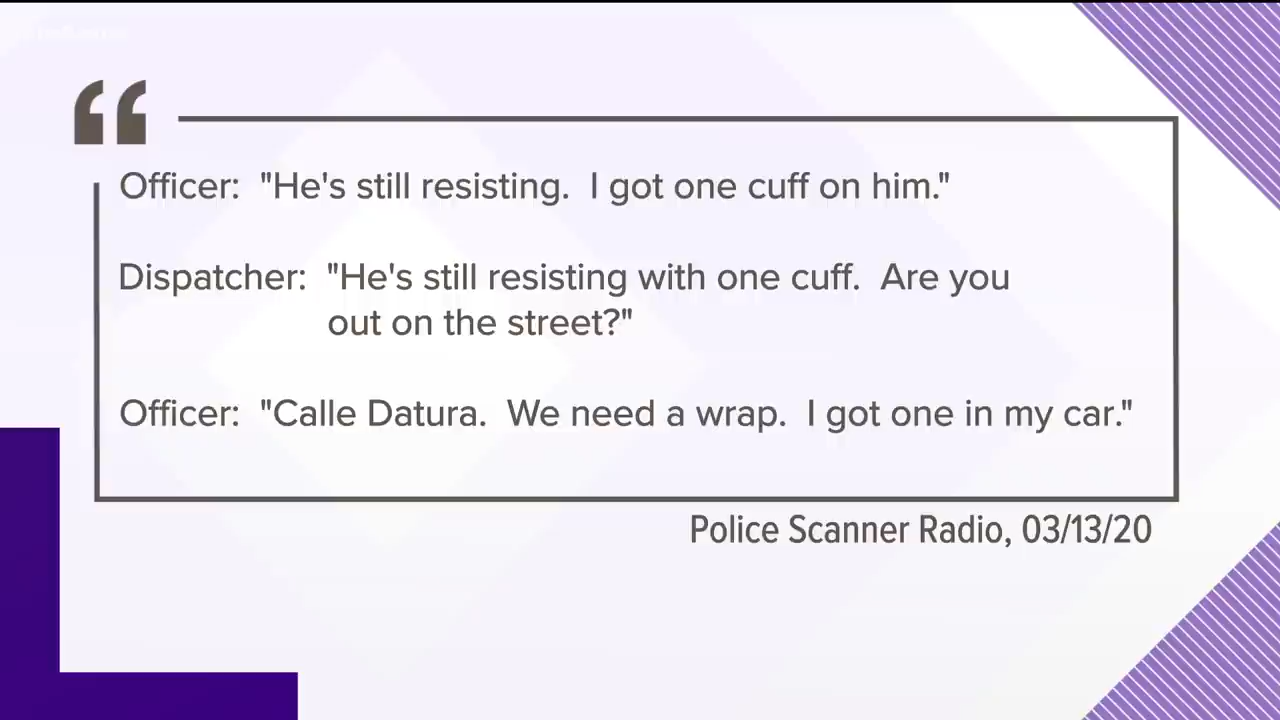 Officer: "He's still resisting. I got one cuff on him."
Dispatcher: "He's still resisting with one cuff. Are you
out on the street?"
Officer: "Calle Datura. We need a wrap. I got one in my car."
Police Scanner Radio, 03/13/20